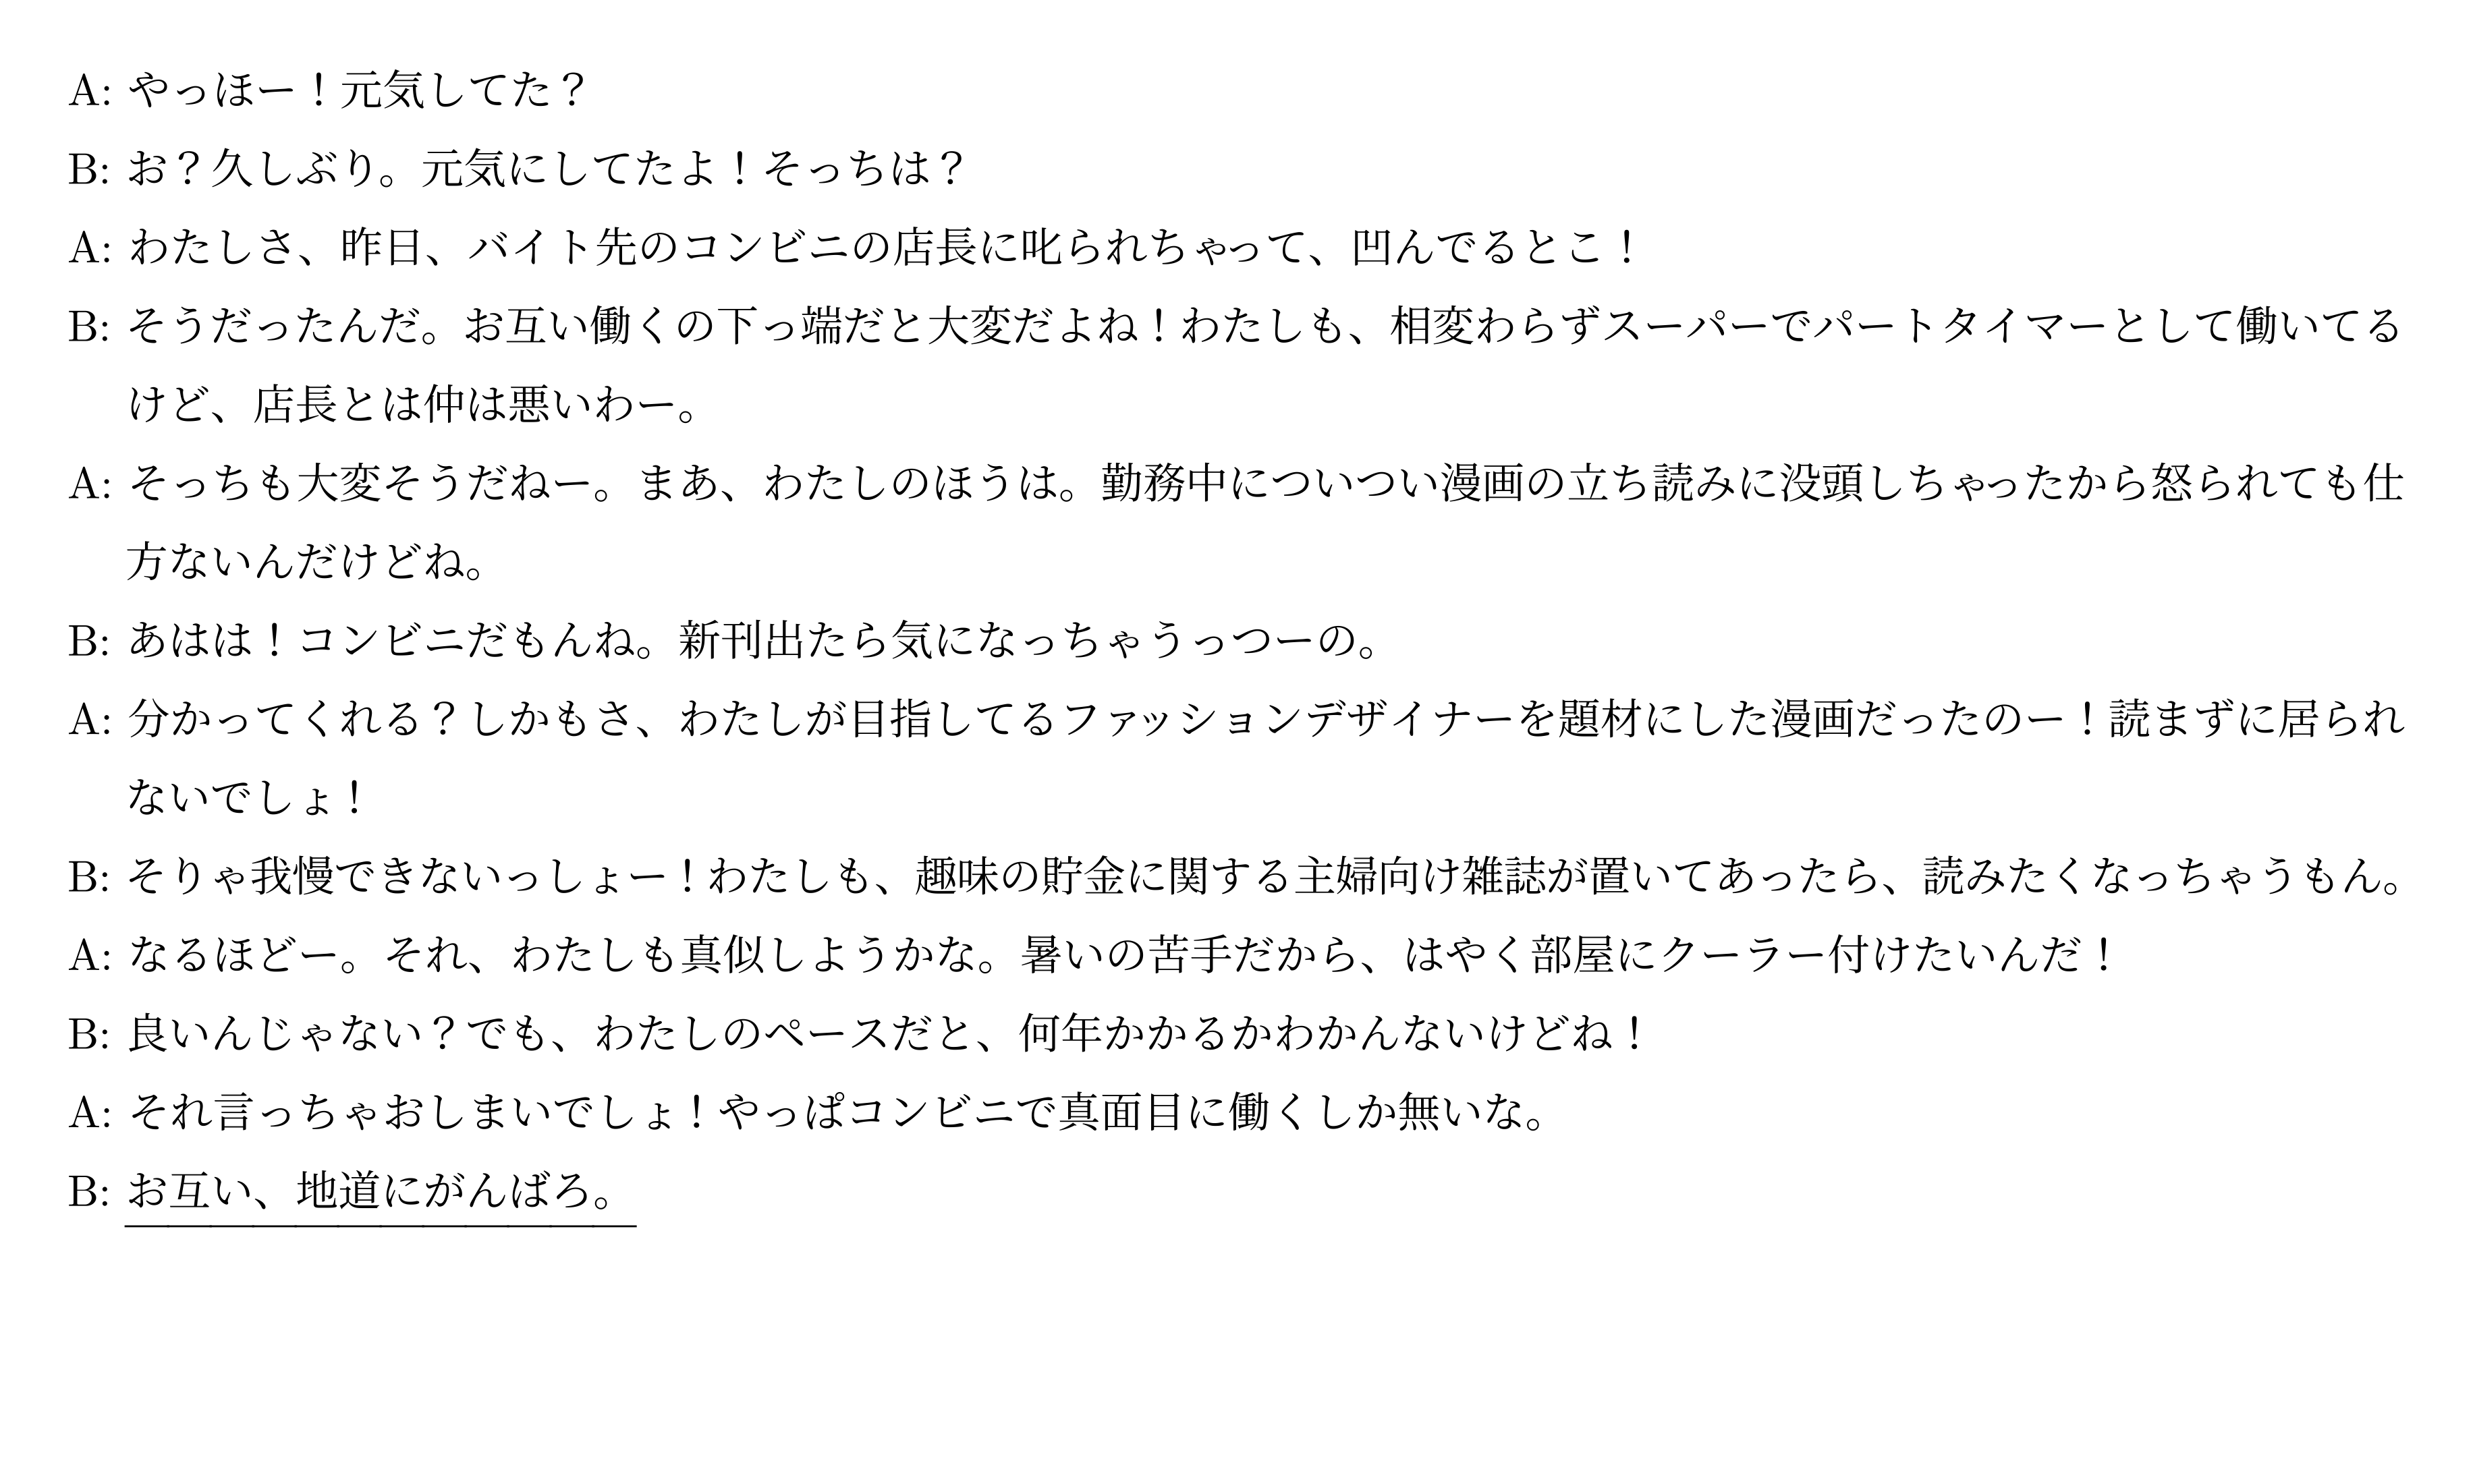 A: やっほー！元気してた？
B: お？久しぶり。元気にしてたよ！そっちは？
A: わたしさ、昨日、バイト先のコンビニの店長に叱られちゃって、凹んでるとこ！
B: そうだったんだ。お互い働くの下っ端だと大変だよね！わたしも、相変わらずスーパーでパートタイマーとして働いてる
けど、店長とは仲は悪いわー。
A: そっちも大変そうだねー。まあ、わたしのほうは。勤務中についつい漫画の立ち読みに没頭しちゃったから怒られても仕
方ないんだけどね。
B: あはは！コンビニだもんね。新刊出たら気になっちゃうっつーの。
A: 分かってくれる？しかもさ、わたしが目指してるファッションデザイナーを題材にした漫画だったのー！読まずに居られ
ないでしょ！
B: そりゃ我慢できないっしょー！わたしも、趣味の貯金に関する主婦向け雑誌が置いてあったら、読みたくなっちゃうもん。
A: なるほどー。それ、わたしも真似しようかな。暑いの苦手だから、はやく部屋にクーラー付けたいんだ！
B: 良いんじゃない？でも、わたしのペースだと、何年かかるかわかんないけどね！
A: それ言っちゃおしまいでしょ！やっぱコンビニで真面目に働くしか無いな。
B: お互い、地道にがんばろ。